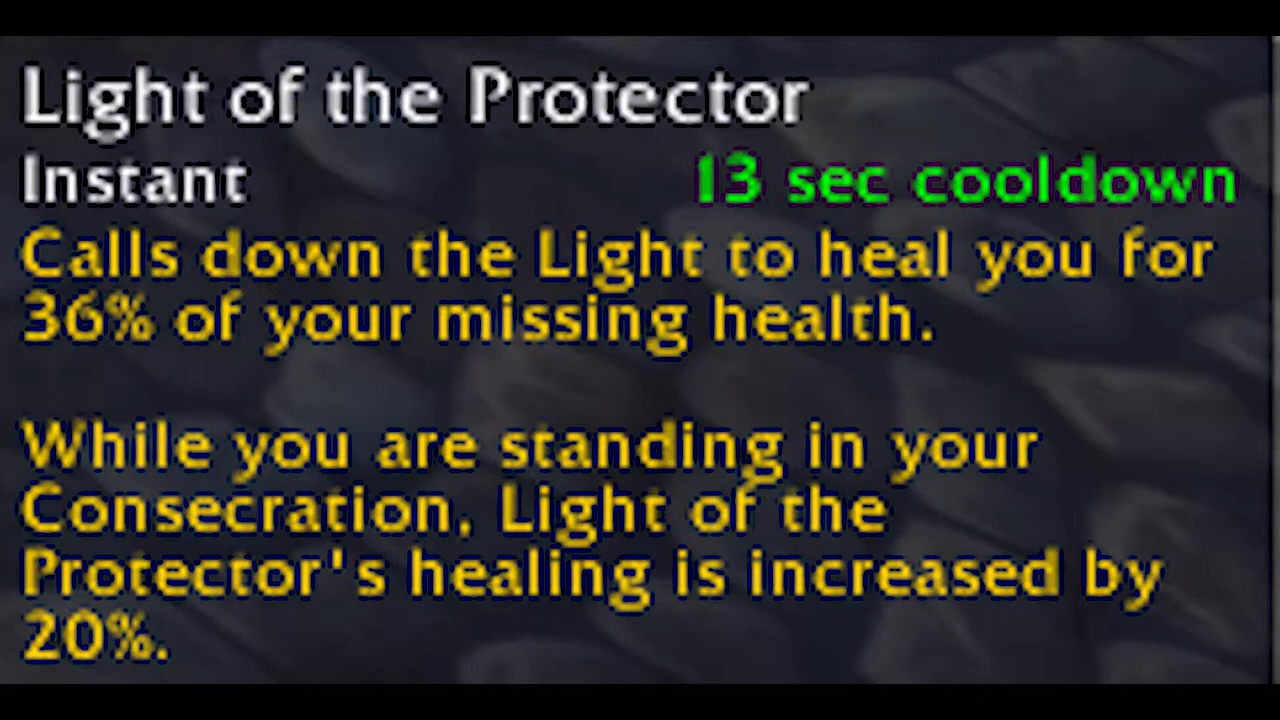 Light of the Protector
Instant 13 sec cooldown
Calls down the Light to heal you for
36% of your missing health.
While you are standing in your
Consecration, Light of the
Protector's healing is increased by
20%.